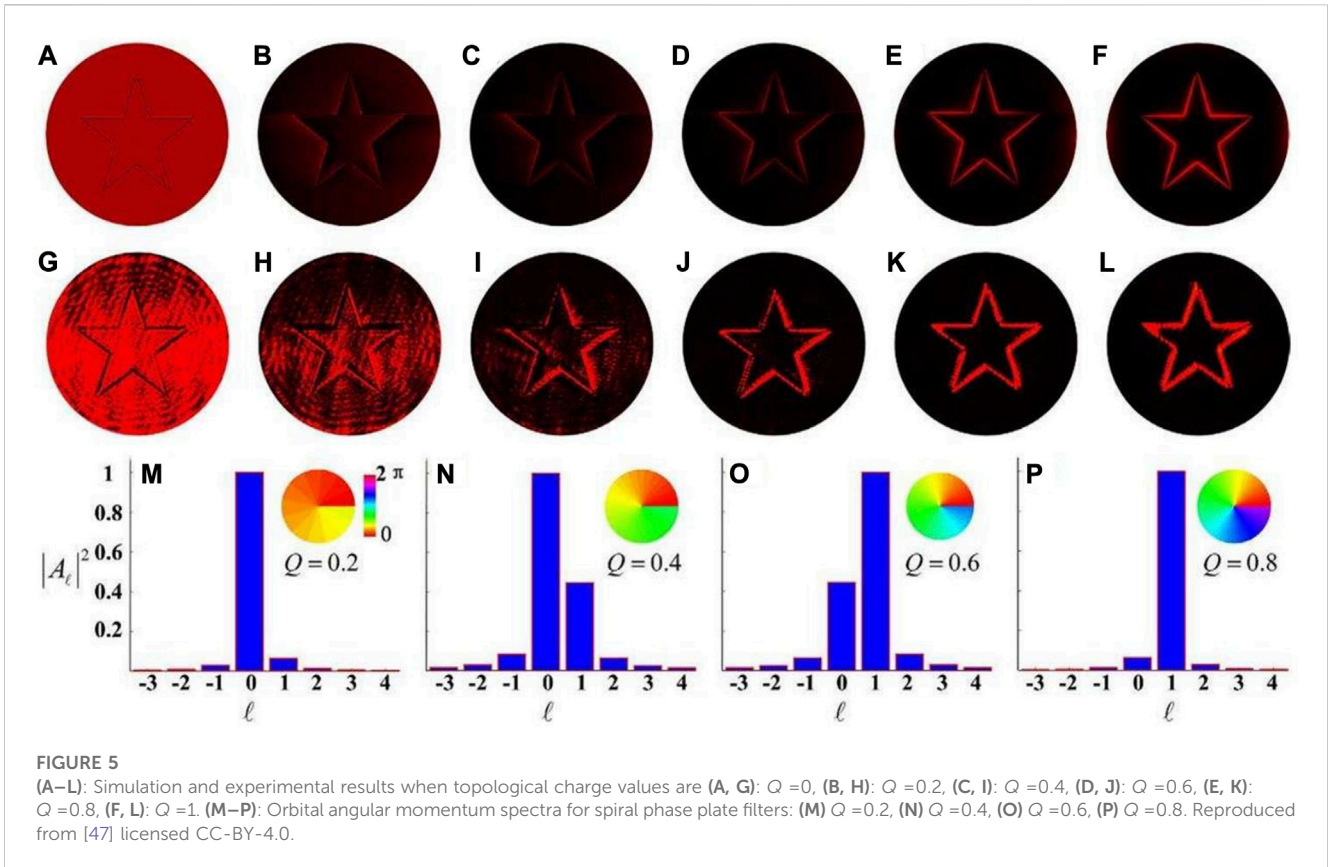 A B C D E F
G H I J K L
M N O P
1 0.8 0.6 0.4 0.2
|Aℓ|²
2 π
0
Q = 0.2
Q = 0.4
Q = 0.6
Q = 0.8
-3 -2 -1 0 1 2 3 4
-3 -2 -1 0 1 2 3 4
-3 -2 -1 0 1 2 3 4
-3 -2 -1 0 1 2 3 4
ℓ ℓ ℓ ℓ
FIGURE 5
(A–L): Simulation and experimental results when topological charge values are (A, G): Q =0, (B, H): Q =0.2, (C, I): Q =0.4, (D, J): Q =0.6, (E, K):
Q =0.8, (F, L): Q =1. (M–P): Orbital angular momentum spectra for spiral phase plate filters: (M) Q =0.2, (N) Q =0.4, (O) Q =0.6, (P) Q =0.8. Reproduced
from [47] licensed CC-BY-4.0.